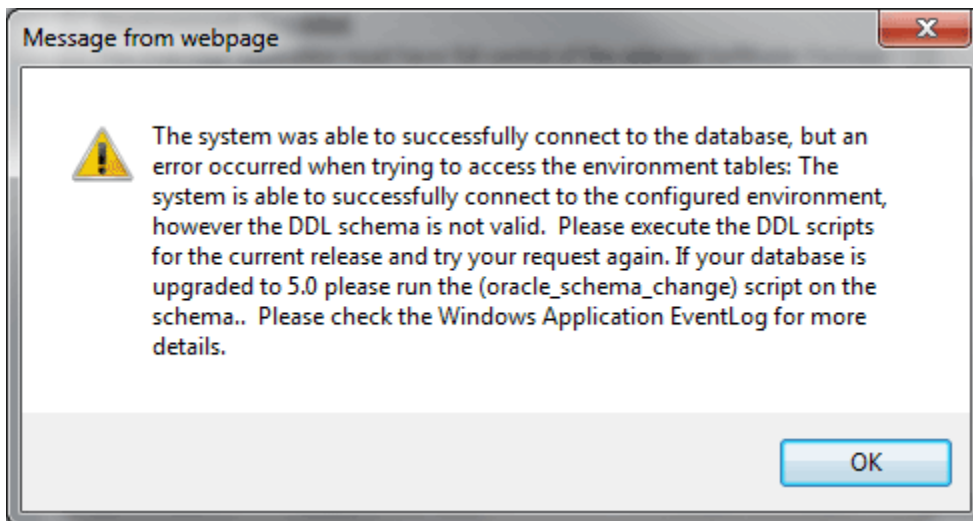 Message from webpage
The system was able to successfully connect to the database, but an
error occurred when trying to access the environment tables: The
system is able to successfully connect to the configured environment,
however the DDL schema is not valid.  Please execute the DDL scripts
for the current release and try your request again. If your database is
upgraded to 5.0 please run the (oracle_schema_change) script on the
schema..  Please check the Windows Application EventLog for more
details.
OK